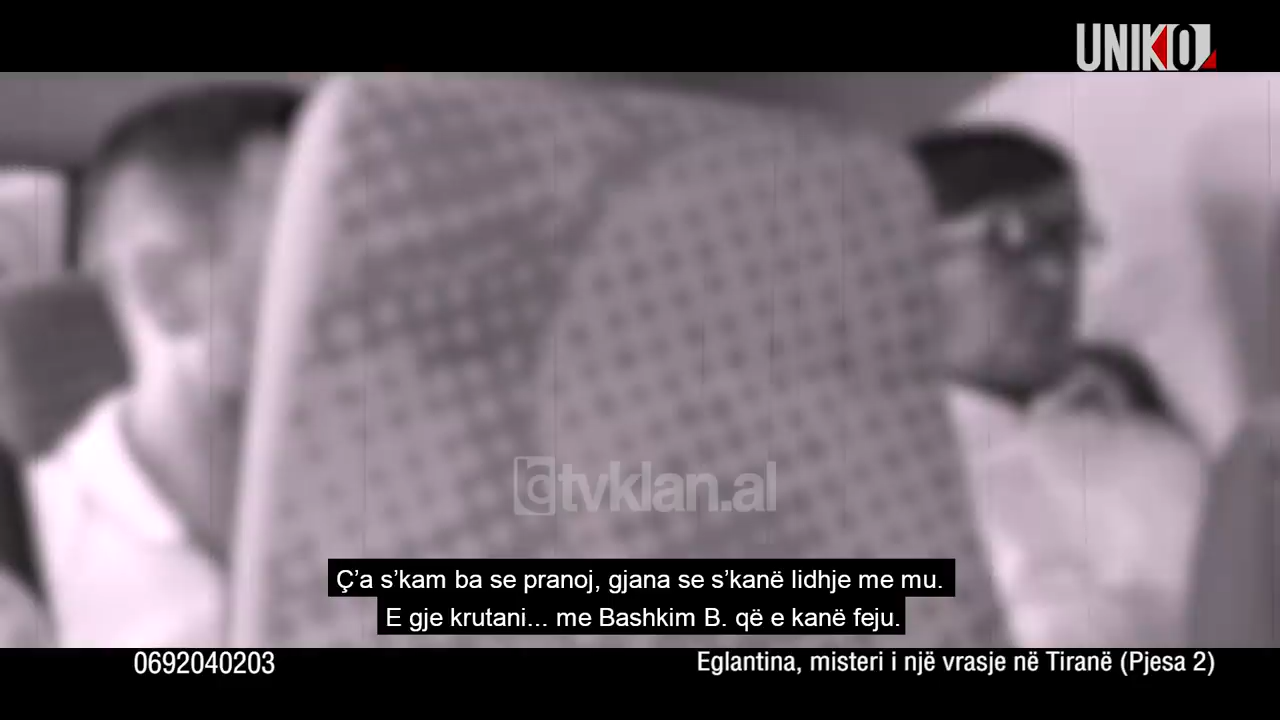 UNIKO
tvklan.al
Ç’a s’kam ba se pranoj, gjana se s’kanë lidhje me mu.
E gje krutani... me Bashkim B. që e kanë feju.
0692040203
Eglantina, misteri i një vrasje në Tiranë (Pjesa 2)